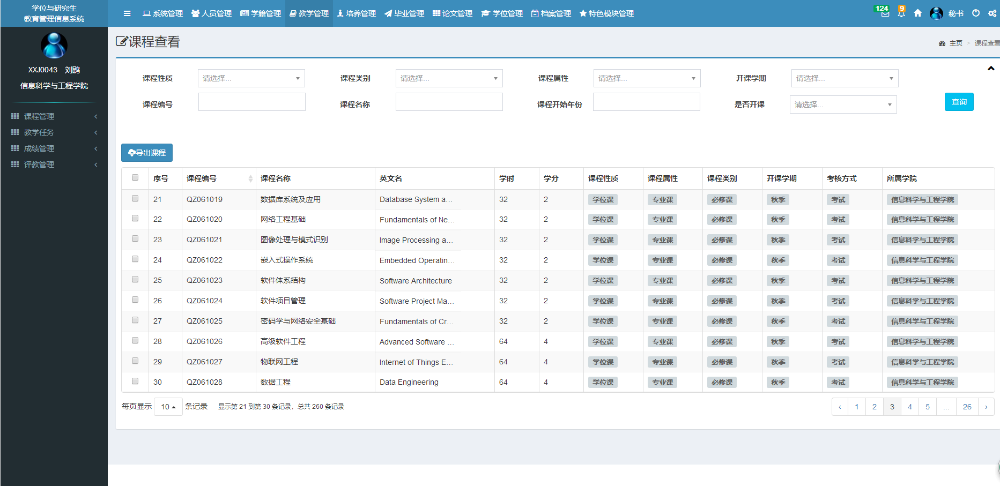 学位与研究生
教育管理信息系统
系统管理 人员管理 学籍管理 教学管理 培养管理 毕业管理 论文管理 学位管理 档案管理 特色模块管理
124 9 秘书
XXJ0043 刘鹍
信息科学与工程学院
课程管理
教学任务
成绩管理
评教管理
课程查看
主页 > 课程查看
课程性质 请选择... 课程类别 请选择... 课程属性 请选择... 开课学期 请选择...
课程编号 课程名称 课程开始年份 是否开课 请选择... 查询
导出课程
序号 课程编号 课程名称 英文名 学时 学分 课程性质 课程属性 课程类别 开课学期 考核方式 所属学院
21 QZ061019 数据库系统及应用 Database System a... 32 2 学位课 专业课 必修课 秋季 考试 信息科学与工程学院
22 QZ061020 网络工程基础 Fundamentals of Ne... 32 2 学位课 专业课 必修课 秋季 考试 信息科学与工程学院
23 QZ061021 图像处理与模式识别 Image Processing a... 32 2 学位课 专业课 必修课 秋季 考试 信息科学与工程学院
24 QZ061022 嵌入式操作系统 Embedded Operatin... 32 2 学位课 专业课 必修课 秋季 考试 信息科学与工程学院
25 QZ061023 软件体系结构 Software Architecture 32 2 学位课 专业课 必修课 秋季 考试 信息科学与工程学院
26 QZ061024 软件项目管理 Software Project Ma... 32 2 学位课 专业课 必修课 秋季 考试 信息科学与工程学院
27 QZ061025 密码学与网络安全基础 Fundamentals of Cr... 32 2 学位课 专业课 必修课 秋季 考试 信息科学与工程学院
28 QZ061026 高级软件工程 Advanced Software ... 64 4 学位课 专业课 必修课 秋季 考试 信息科学与工程学院
29 QZ061027 物联网工程 Internet of Things E... 64 4 学位课 专业课 必修课 秋季 考试 信息科学与工程学院
30 QZ061028 数据工程 Data Engineering 64 4 学位课 专业课 必修课 秋季 考试 信息科学与工程学院
每页显示 10 条记录 显示第 21 到第 30 条记录，总共 260 条记录
‹ 1 2 3 4 5 ... 26 ›